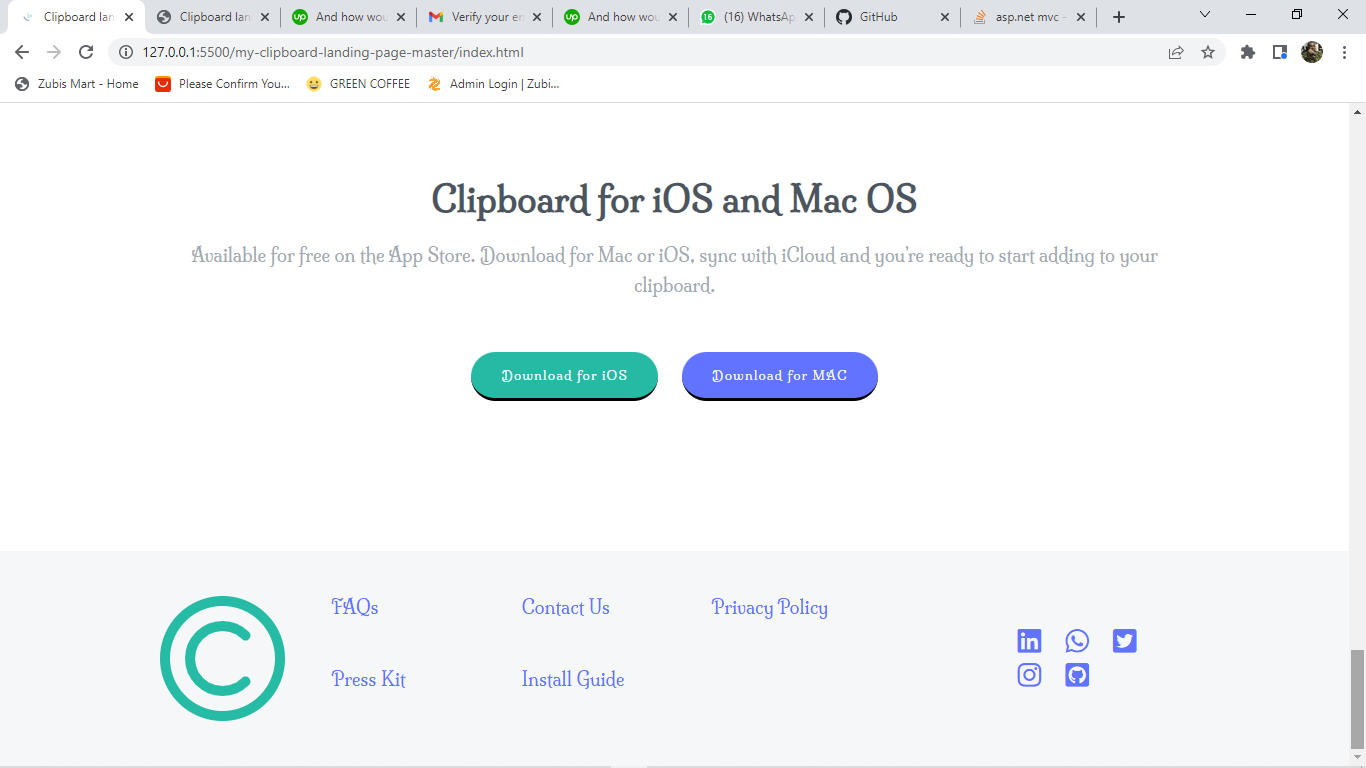 Clipboard lan
Clipboard lan
And how wou
Verify your em
And how wou
(16) WhatsAp
GitHub
asp.net mvc -
127.0.0.1:5500/my-clipboard-landing-page-master/index.html
Zubis Mart - Home
Please Confirm You...
GREEN COFFEE
Admin Login | Zubi...
Clipboard for iOS and Mac OS
Available for free on the App Store. Download for Mac or iOS, sync with iCloud and you're ready to start adding to your
clipboard.
Download for iOS
Download for MAC
FAQs
Contact Us
Privacy Policy
Press Kit
Install Guide